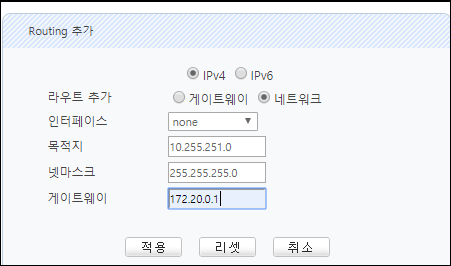 Routing 추가
IPv4 IPv6
라우트 추가 게이트웨이 네트워크
인터페이스 none
목적지 10.255.251.0
넷마스크 255.255.255.0
게이트웨이 172.20.0.1
적용 리셋 취소